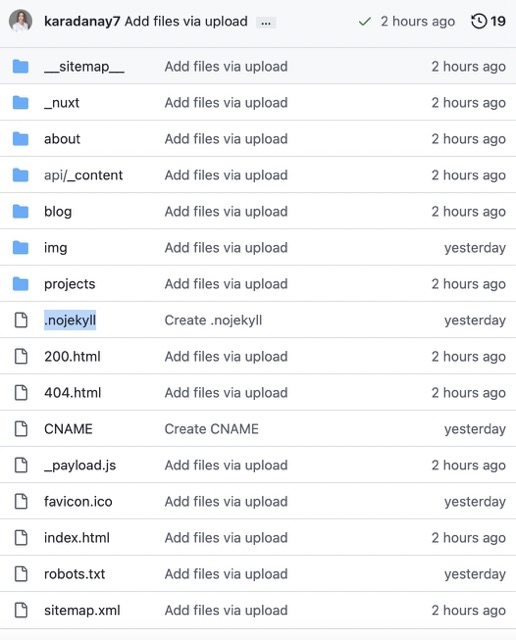 karadanay7 Add files via upload ... 2 hours ago 19
__sitemap__ Add files via upload 2 hours ago
_nuxt Add files via upload 2 hours ago
about Add files via upload 2 hours ago
api/_content Add files via upload 2 hours ago
blog Add files via upload 2 hours ago
img Add files via upload yesterday
projects Add files via upload 2 hours ago
.nojekyll Create .nojekyll yesterday
200.html Add files via upload 2 hours ago
404.html Add files via upload 2 hours ago
CNAME Create CNAME yesterday
_payload.js Add files via upload 2 hours ago
favicon.ico Add files via upload yesterday
index.html Add files via upload 2 hours ago
robots.txt Add files via upload yesterday
sitemap.xml Add files via upload 2 hours ago